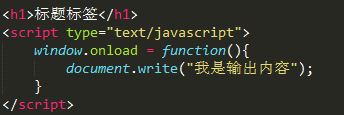 <h1>标题标签</h1>
<script type="text/javascript">
    window.onload = function(){
        document.write("我是输出内容");
    }
</script>